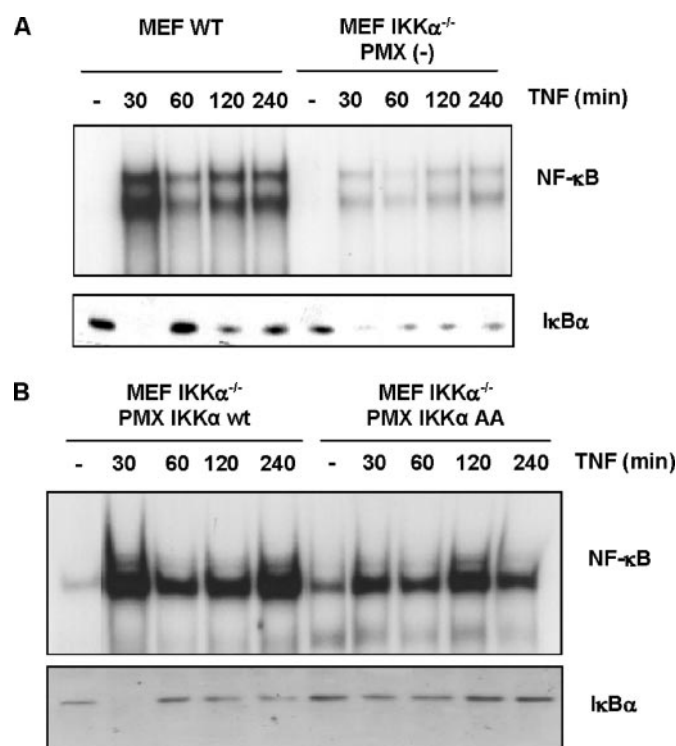 A
MEF WT
MEF IKKα-/-
PMX (-)
- 30 60 120 240 - 30 60 120 240 TNF (min)
NF-κB
IκBα
B
MEF IKKα-/-
PMX IKKα wt
MEF IKKα-/-
PMX IKKα AA
- 30 60 120 240 - 30 60 120 240 TNF (min)
NF-κB
IκBα